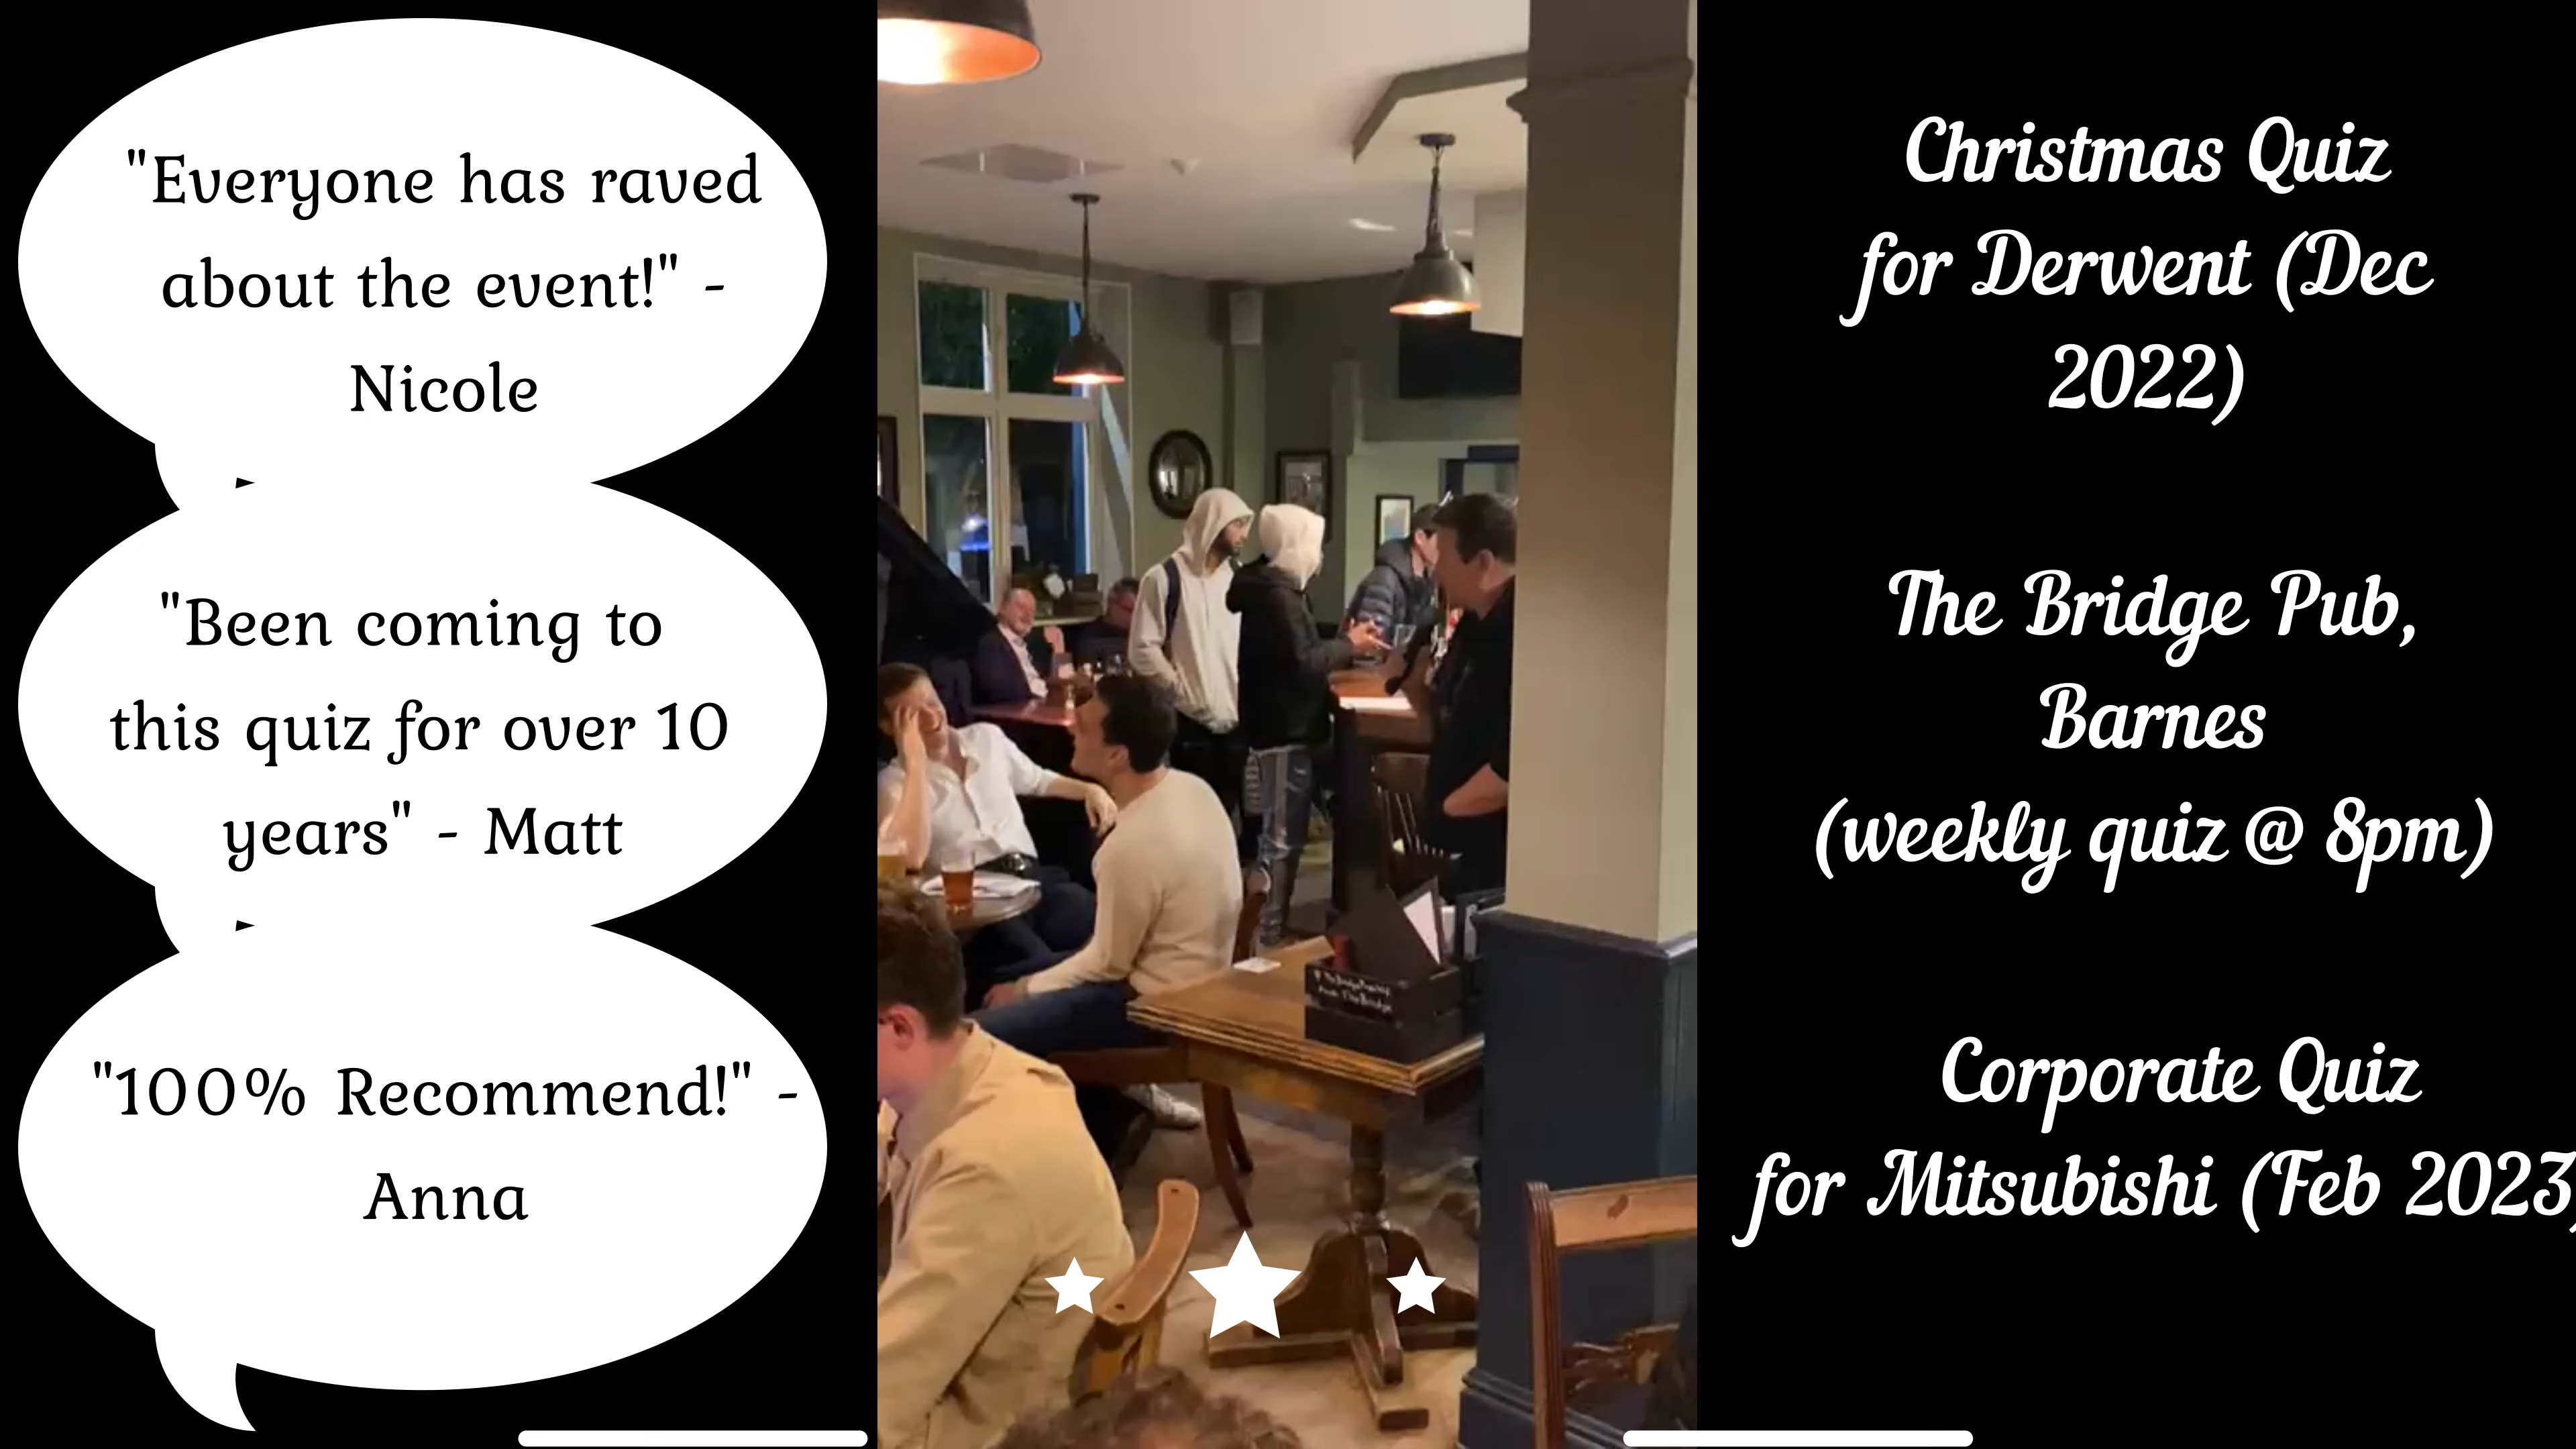 "Everyone has raved
about the event!" -
Nicole
"Been coming to
this quiz for over 10
years" - Matt
"100% Recommend!" -
Anna
Christmas Quiz
for Derwent (Dec
2022)
The Bridge Pub,
Barnes
(weekly quiz @ 8pm)
Corporate Quiz
for Mitsubishi (Feb 2023)